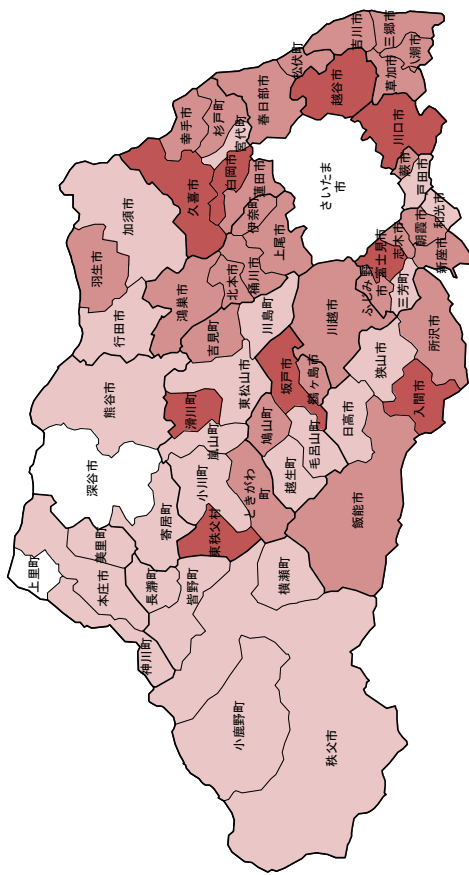 上里町
深谷市
羽生市
美里町
本庄市
熊谷市
行田市
加須市
神川町
長瀞町
寄居町
鴻巣市
幸手市
滑川町
皆野町
小川町
久喜市
吉見町
東秩父村
嵐山町
杉戸町
白岡市
北本市
小鹿野町
宮代町
東松山市
ときがわ
町
伊奈町
桶川市
蓮田市
春日部市
川島町
鳩山町
上尾市
横瀬町
坂戸市
越生町
松伏町
鶴ヶ島市
毛呂山町
さいたま
市
秩父市
川越市
越谷市
日高市
飯能市
吉川市
ふじみ野
市
狭山市
富士見市
三郷市
草加市
川口市
志木市
三芳町
蕨市
八潮市
入間市
朝霞市
戸田市
所沢市
和光市
新座市